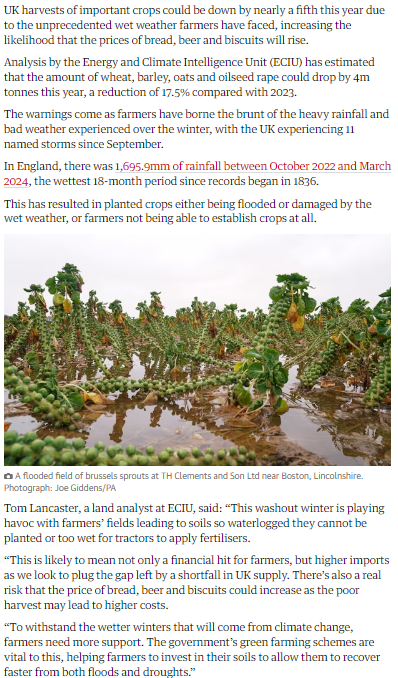 UK harvests of important crops could be down by nearly a fifth this year due
to the unprecedented wet weather farmers have faced, increasing the
likelihood that the prices of bread, beer and biscuits will rise.
Analysis by the Energy and Climate Intelligence Unit (ECIU) has estimated
that the amount of wheat, barley, oats and oilseed rape could drop by 4m
tonnes this year, a reduction of 17.5% compared with 2023.
The warnings come as farmers have borne the brunt of the heavy rainfall and
bad weather experienced over the winter, with the UK experiencing 11
named storms since September.
In England, there was 1,695.9mm of rainfall between October 2022 and March
2024, the wettest 18-month period since records began in 1836.
This has resulted in planted crops either being flooded or damaged by the
wet weather, or farmers not being able to establish crops at all.
A flooded field of brussels sprouts at TH Clements and Son Ltd near Boston, Lincolnshire.
Photograph: Joe Giddens/PA
Tom Lancaster, a land analyst at ECIU, said: “This washout winter is playing
havoc with farmers’ fields leading to soils so waterlogged they cannot be
planted or too wet for tractors to apply fertilisers.
“This is likely to mean not only a financial hit for farmers, but higher imports
as we look to plug the gap left by a shortfall in UK supply. There’s also a real
risk that the price of bread, beer and biscuits could increase as the poor
harvest may lead to higher costs.
“To withstand the wetter winters that will come from climate change,
farmers need more support. The government’s green farming schemes are
vital to this, helping farmers to invest in their soils to allow them to recover
faster from both floods and droughts.”